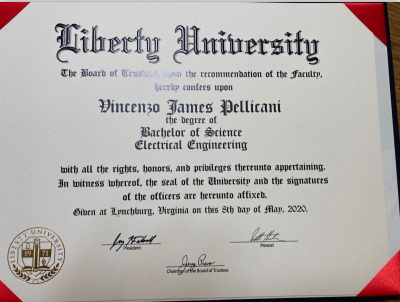 Liberty University
The Board of Trustees, upon the recommendation of the Faculty,
hereby confers upon
Vincenzo James Pellicani
the degree of
Bachelor of Science
Electrical Engineering
with all the rights, honors, and privileges thereunto appertaining.
In witness whereof, the seal of the University and the signatures
of the officers are hereunto affixed.
Given at Lynchburg, Virginia on this 8th day of May, 2020.
President
Provost
Chairman of the Board of Trustees
LIBERTY UNIVERSITY
1971